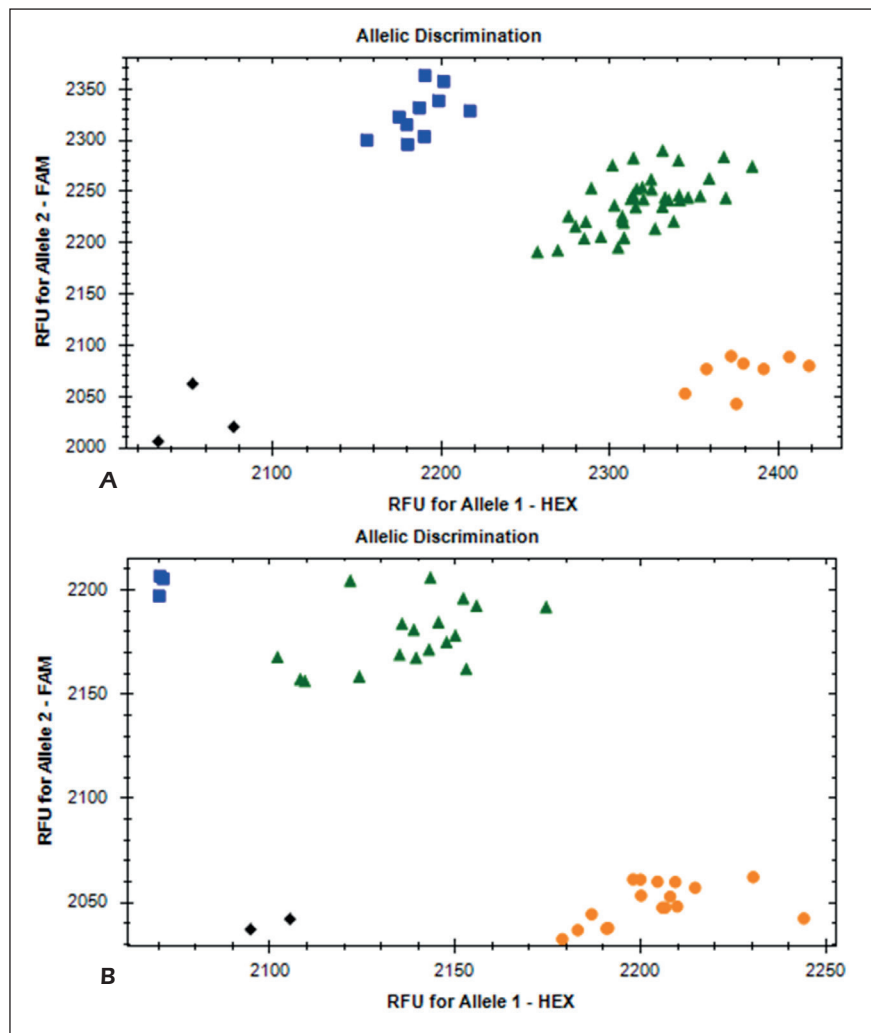 Allelic Discrimination
2350
2300
2250
2200
2150
2100
2050
2000
RFU for Allele 2 - FAM
2100 2200 2300 2400
A
RFU for Allele 1 - HEX
Allelic Discrimination
2200
2150
2100
2050
RFU for Allele 2 - FAM
2100 2150 2200 2250
B
RFU for Allele 1 - HEX